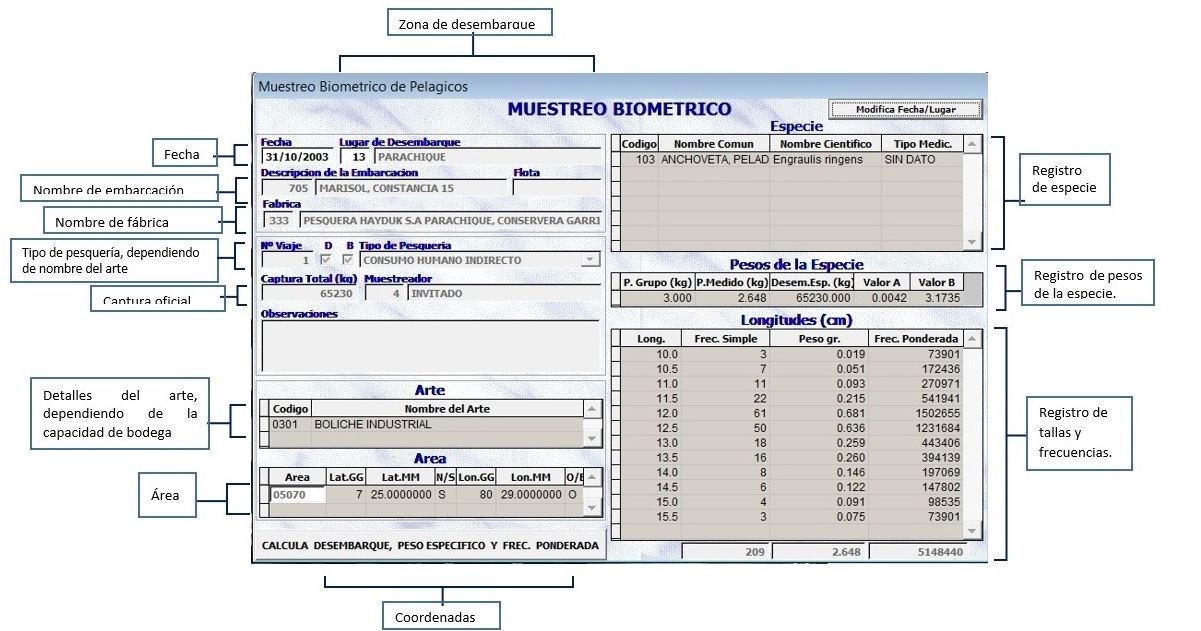 Zona de desembarque
Muestreo Biometrico de Pelagicos
MUESTREO BIOMETRICO
Modifica Fecha/Lugar
Fecha
Fecha Lugar de Desembarque
31/10/2003 13 PARACHIQUE
Nombre de embarcación
Descripcion de la Embarcacion Flota
705 MARISOL, CONSTANCIA 15
Nombre de fábrica
Fabrica
333 PESQUERA HAYDUK S.A PARACHIQUE, CONSERVERA GARRI
Tipo de pesquería, dependiendo
de nombre del arte
Nº Viaje D B Tipo de Pesqueria
1 CONSUMO HUMANO INDIRECTO
Captura oficial
Captura Total (kg) Muestreador
65230 4 INVITADO
Observaciones
Detalles del arte,
dependiendo de la
capacidad de bodega
Arte
Codigo Nombre del Arte
0301 BOLICHE INDUSTRIAL
Área
Area
Area Lat.GG Lat.MM N/S Lon.GG Lon.MM O/E
05070 7 25.0000000 S 80 29.0000000 O
CALCULA DESEMBARQUE, PESO ESPECIFICO Y FREC. PONDERADA
Coordenadas
Especie
Codigo Nombre Comun Nombre Cientifico Tipo Medic.
103 ANCHOVETA, PELAD Engraulis ringens SIN DATO
Registro
de especie
Pesos de la Especie
P. Grupo (kg) P.Medido (kg) Desem.Esp. (kg) Valor A Valor B
3.000 2.648 65230.000 0.0042 3.1735
Registro de pesos
de la especie.
Longitudes (cm)
Long. Frec. Simple Peso gr. Frec. Ponderada
10.0 3 0.019 73901
10.5 7 0.051 172436
11.0 11 0.093 270971
11.5 22 0.215 541941
12.0 61 0.681 1502655
12.5 50 0.636 1231684
13.0 18 0.259 443406
13.5 16 0.260 394139
14.0 8 0.146 197069
14.5 6 0.122 147802
15.0 4 0.091 98535
15.5 3 0.075 73901
209 2.648 5148440
Registro de
tallas y
frecuencias.